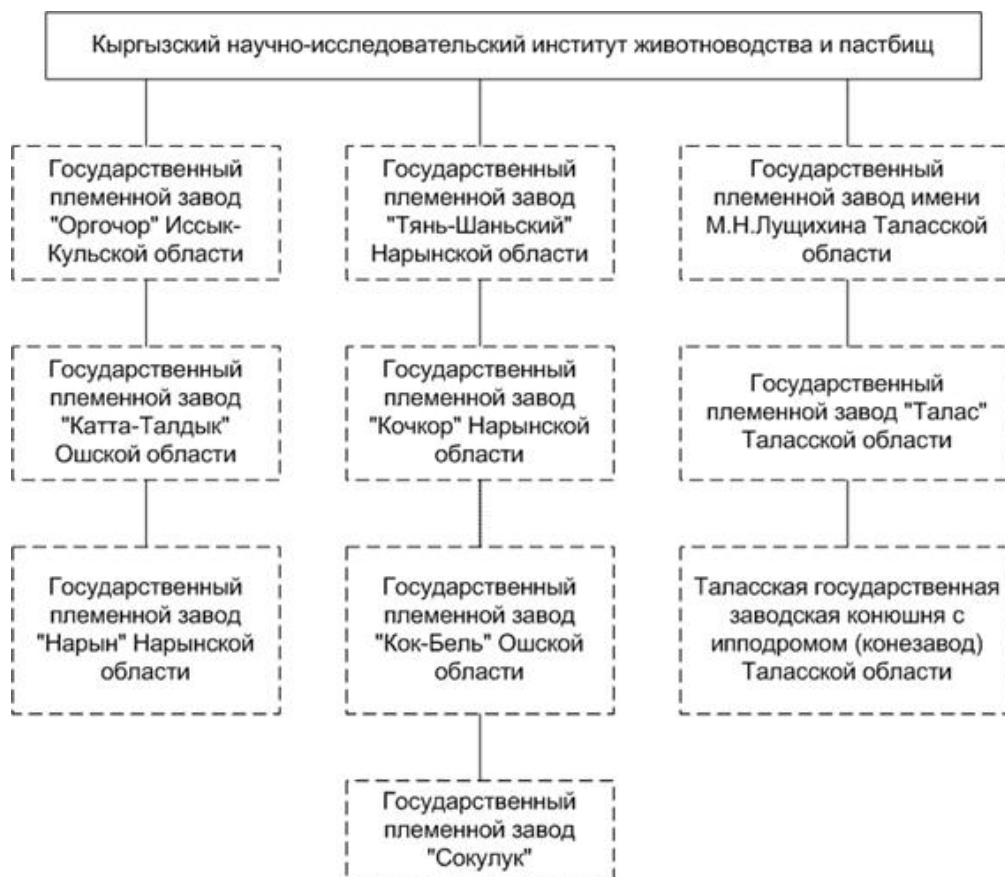 Кыргызский научно-исследовательский институт животноводства и пастбищ
Государственный
племенной завод
"Оргочор" Иссык-
Кульской области
Государственный
племенной завод
"Тянь-Шаньский"
Нарынской области
Государственный
племенной завод имени
М.Н.Лущихина Таласской
области
Государственный
племенной завод
"Катта-Талдык"
Ошской области
Государственный
племенной завод
"Кочкор" Нарынской
области
Государственный
племенной завод "Талас"
Таласской области
Государственный
племенной завод
"Нарын" Нарынской
области
Государственный
племенной завод
"Кок-Бель" Ошской
области
Таласская государственная
заводская конюшня с
ипподромом (конезавод)
Таласской области
Государственный
племенной завод
"Сокулук"